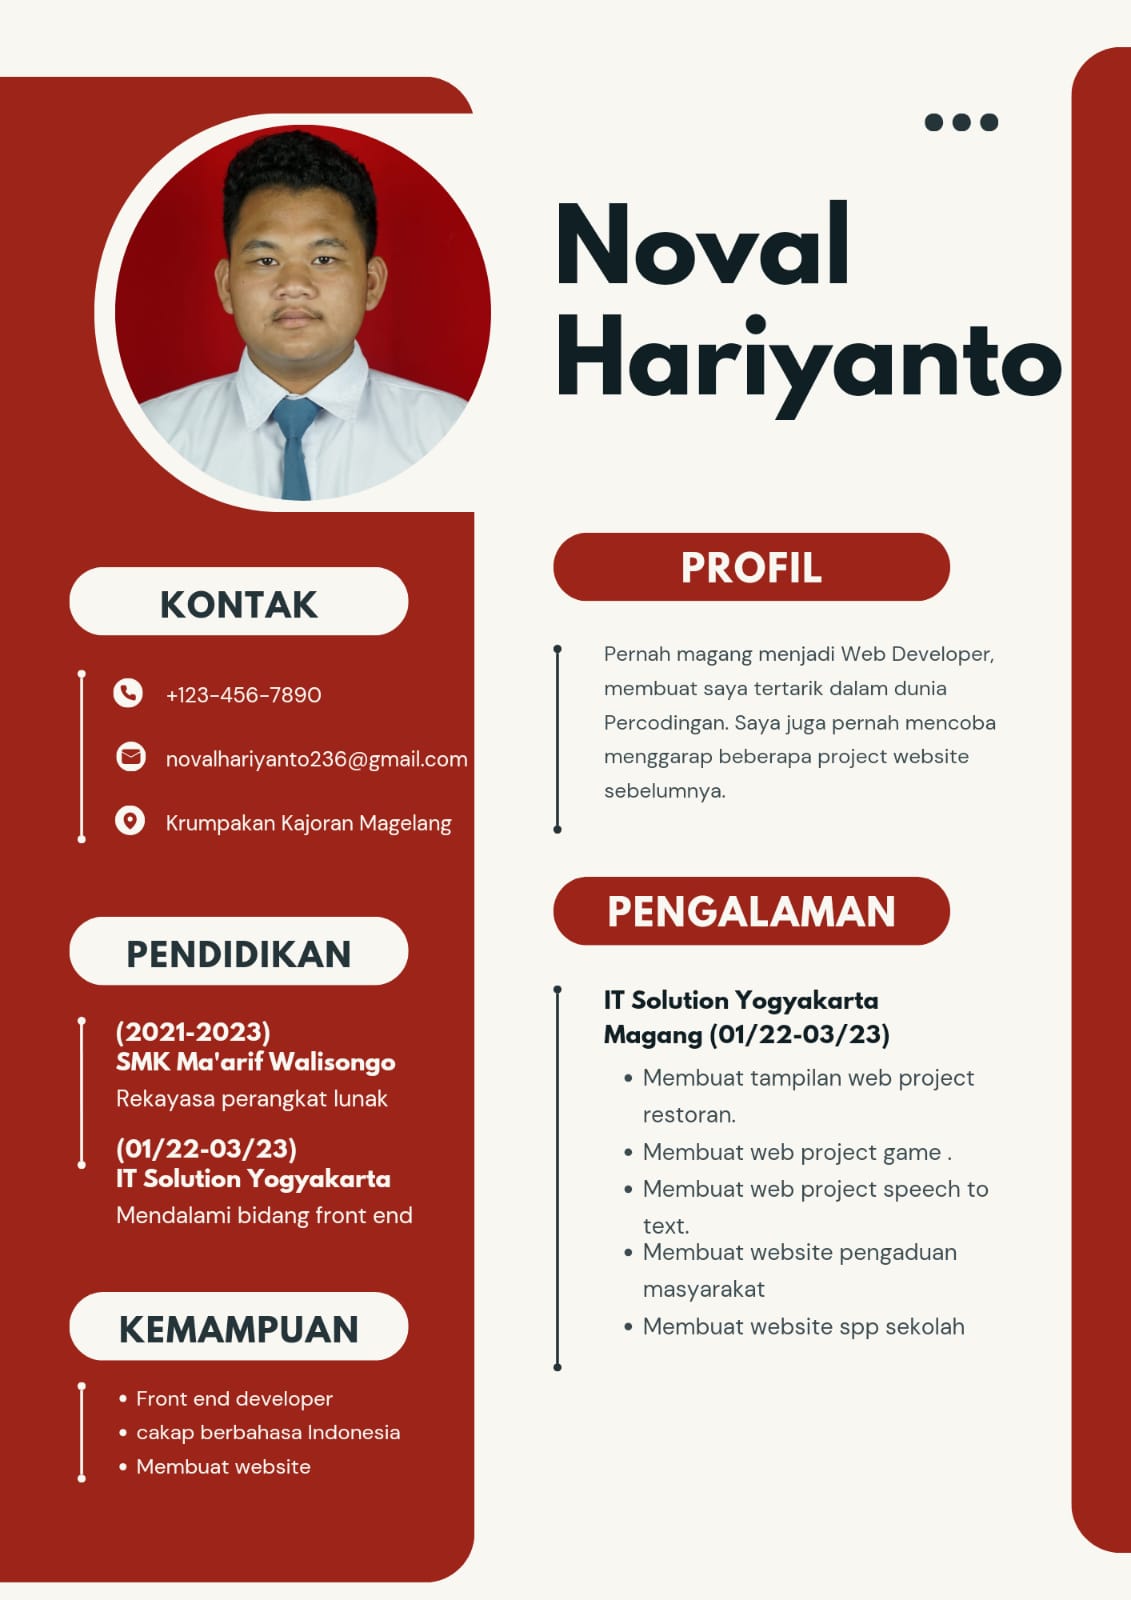 Noval
Hariyanto
KONTAK
+123-456-7890
novalhariyanto236@gmail.com
Krumpakan Kajoran Magelang
PENDIDIKAN
(2021-2023)
SMK Ma'arif Walisongo
Rekayasa perangkat lunak
(01/22-03/23)
IT Solution Yogyakarta
Mendalami bidang front end
KEMAMPUAN
• Front end developer
• cakap berbahasa Indonesia
• Membuat website
PROFIL
Pernah magang menjadi Web Developer,
membuat saya tertarik dalam dunia
Percodingan. Saya juga pernah mencoba
menggarap beberapa project website
sebelumnya.
PENGALAMAN
IT Solution Yogyakarta
Magang (01/22-03/23)
• Membuat tampilan web project
restoran.
• Membuat web project game .
• Membuat web project speech to
text.
• Membuat website pengaduan
masyarakat
• Membuat website spp sekolah